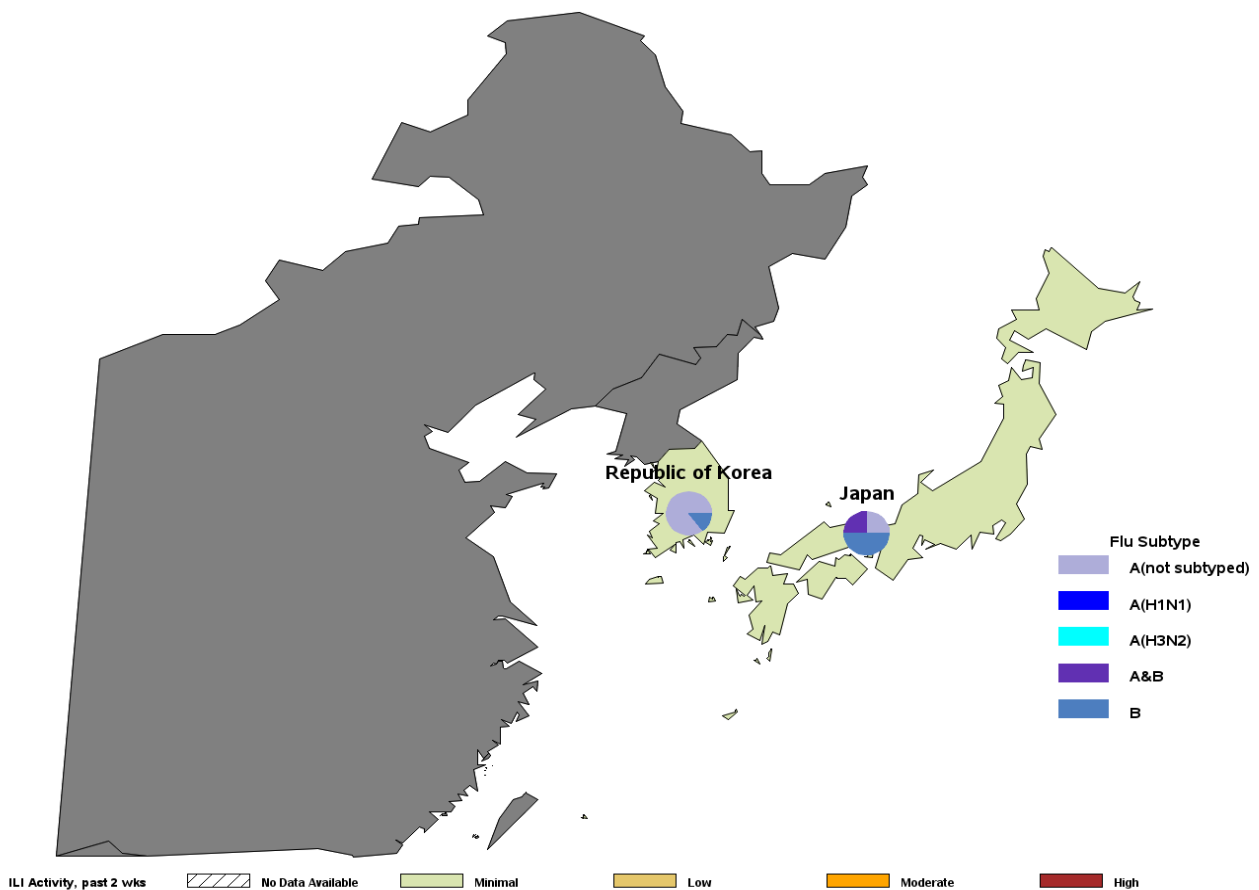 Republic of Korea
Japan
Flu Subtype
A(not subtyped)
A(H1N1)
A(H3N2)
A&B
B
ILI Activity, past 2 wks No Data Available Minimal Low Moderate High